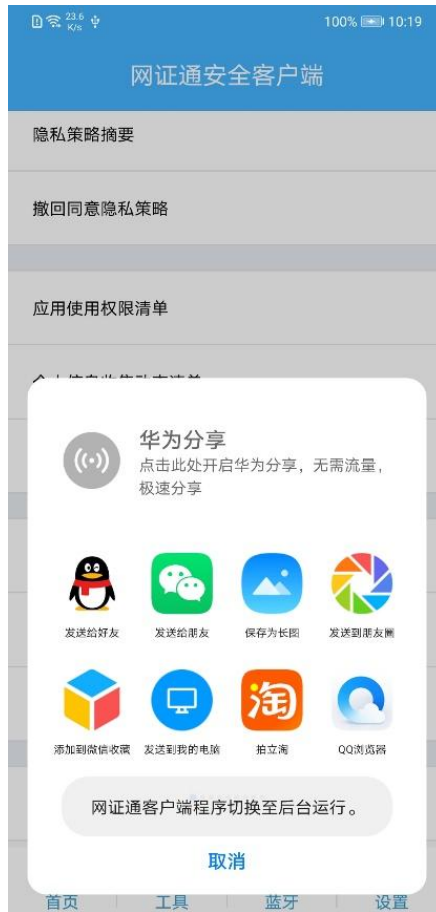 23.6
K/s
100%
10:19
网证通安全客户端
隐私策略摘要
撤回同意隐私策略
应用使用权限清单
华为分享
点击此处开启华为分享，无需流量，
极速分享
发送给好友 发送给朋友 保存为长图 发送到朋友圈
淘
添加到微信收藏 发送到我的电脑 拍立淘 QQ浏览器
网证通客户端程序切换至后台运行。
取消
首页 工具 蓝牙 设置